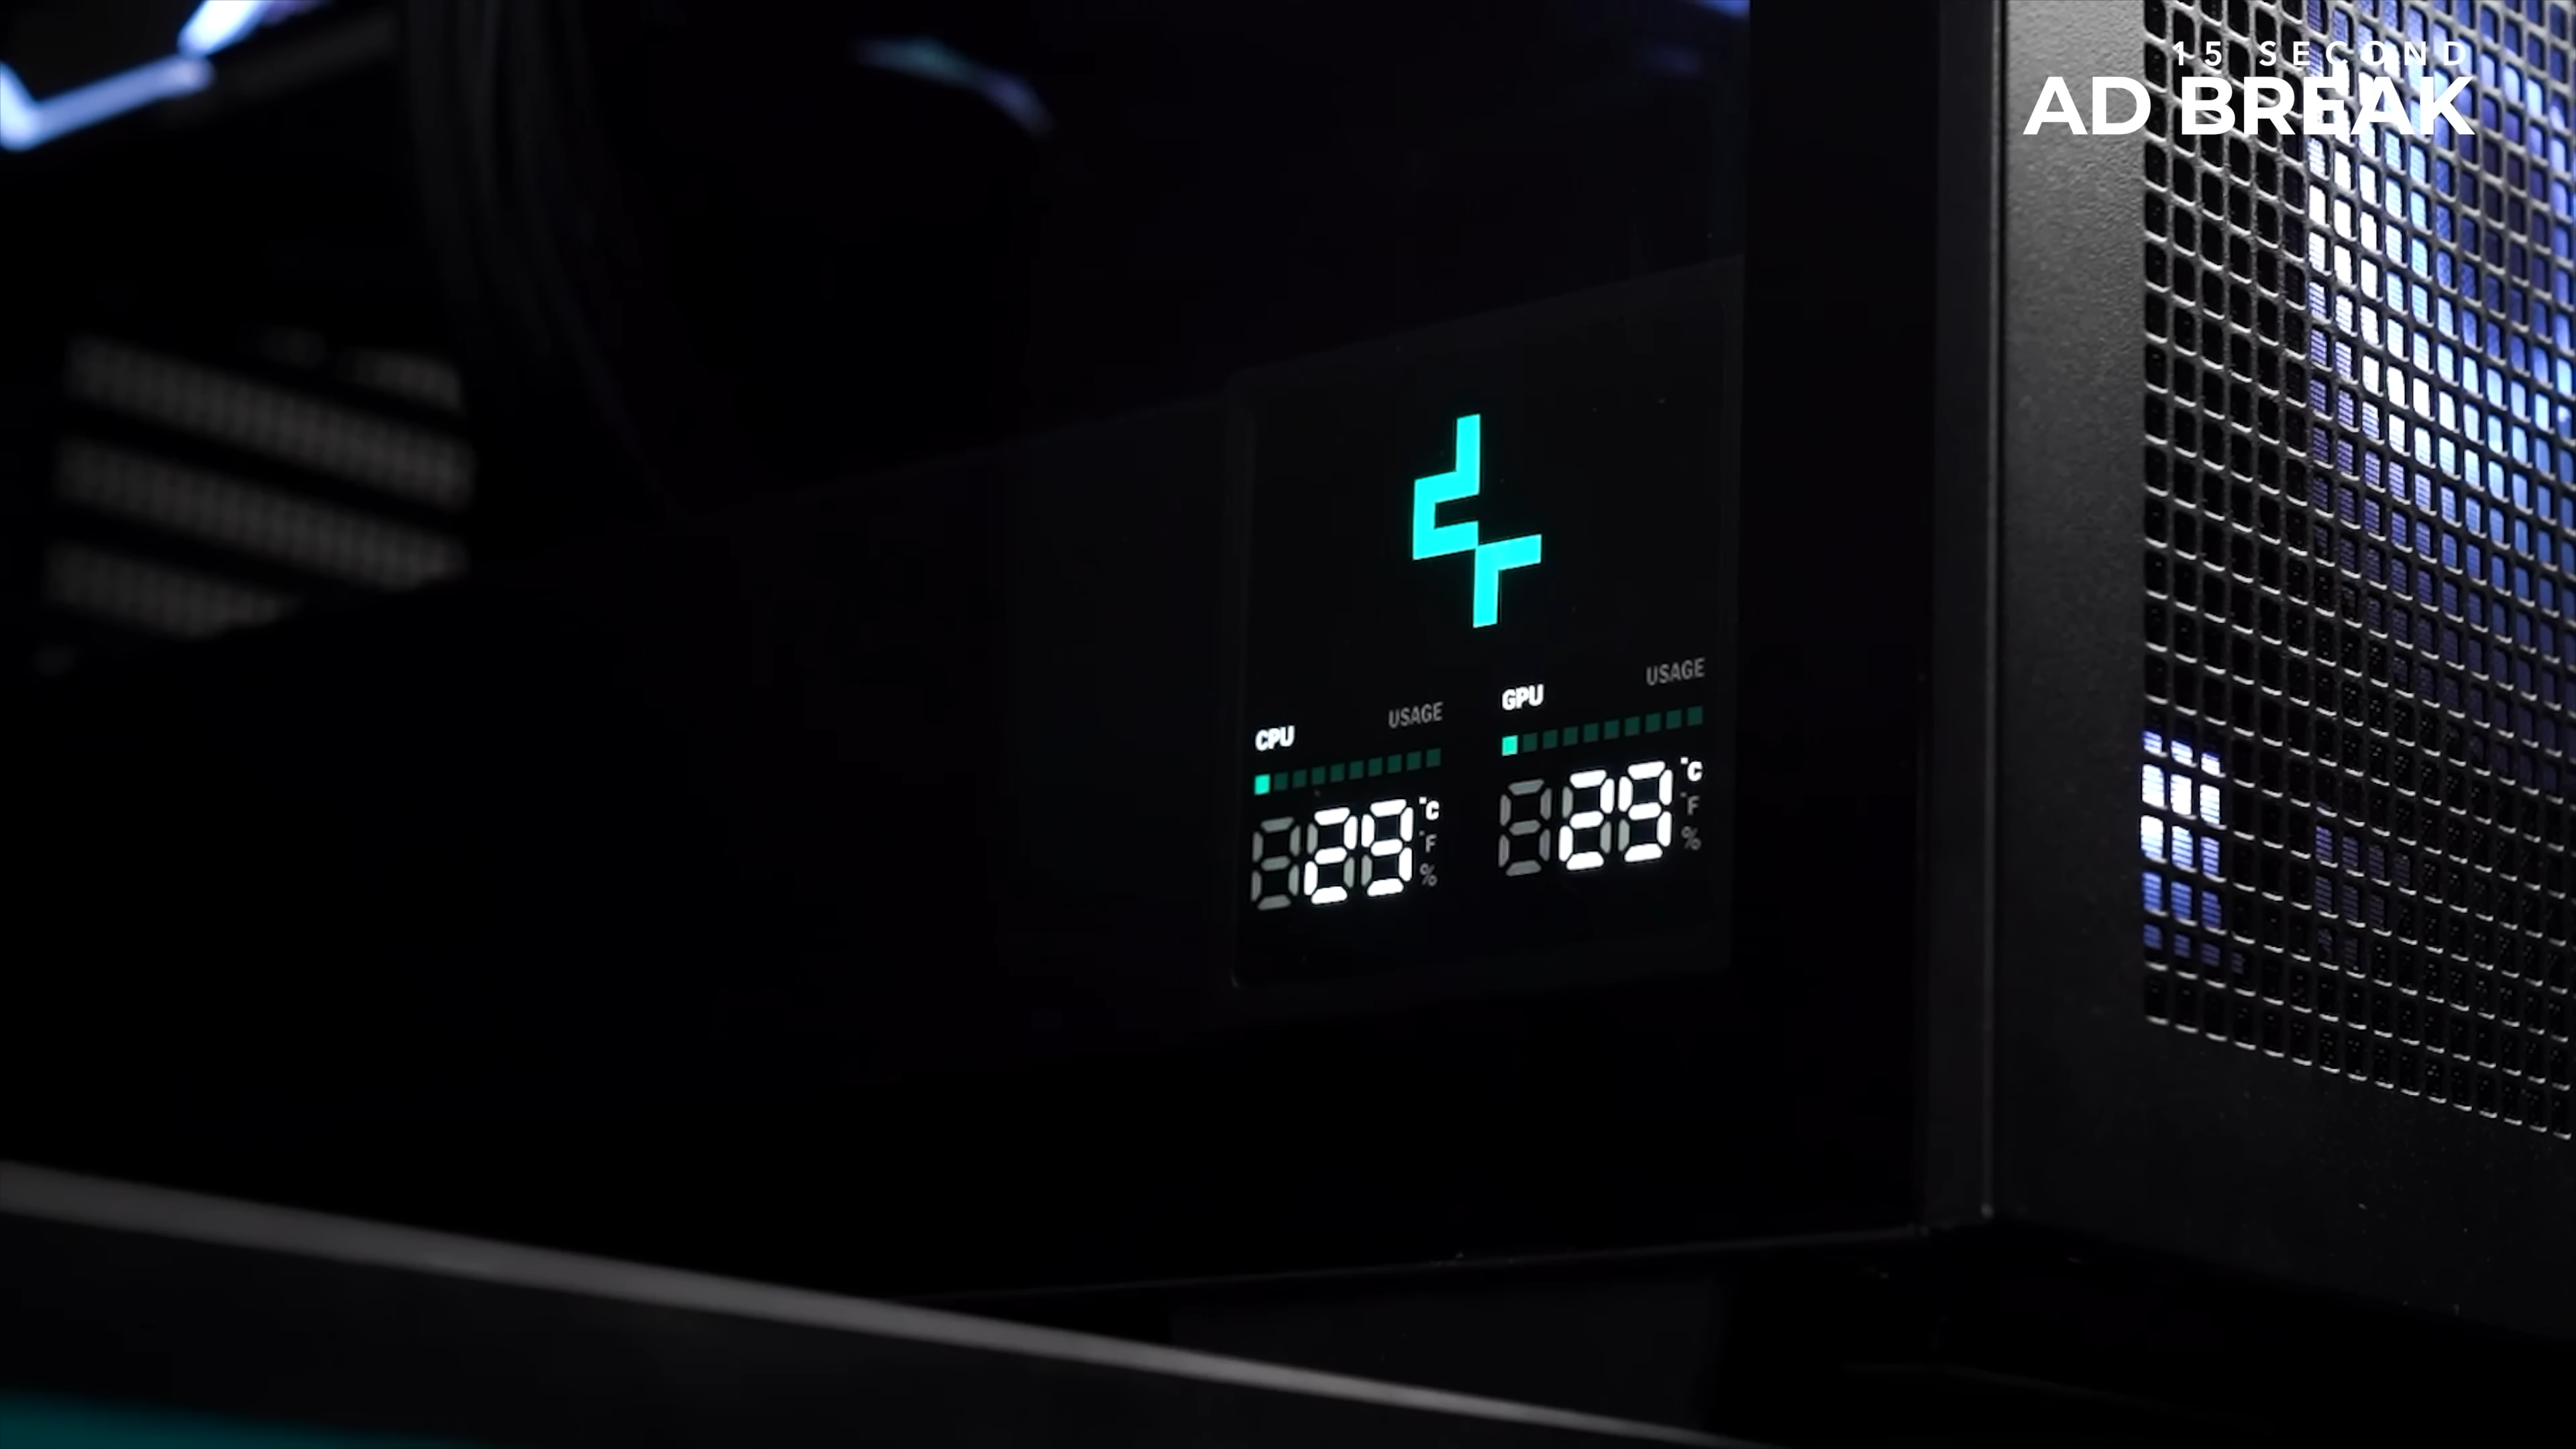 15 SECOND
AD BREAK
CPU USAGE
29 °C
°F
%
GPU USAGE
29 °C
°F
%